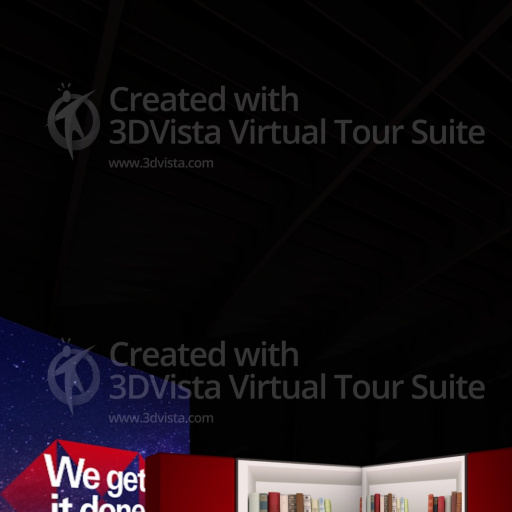 Created with
3DVista Virtual Tour Suite
www.3dvista.com
Created with
3DVista Virtual Tour Suite
www.3dvista.com
We get
it done